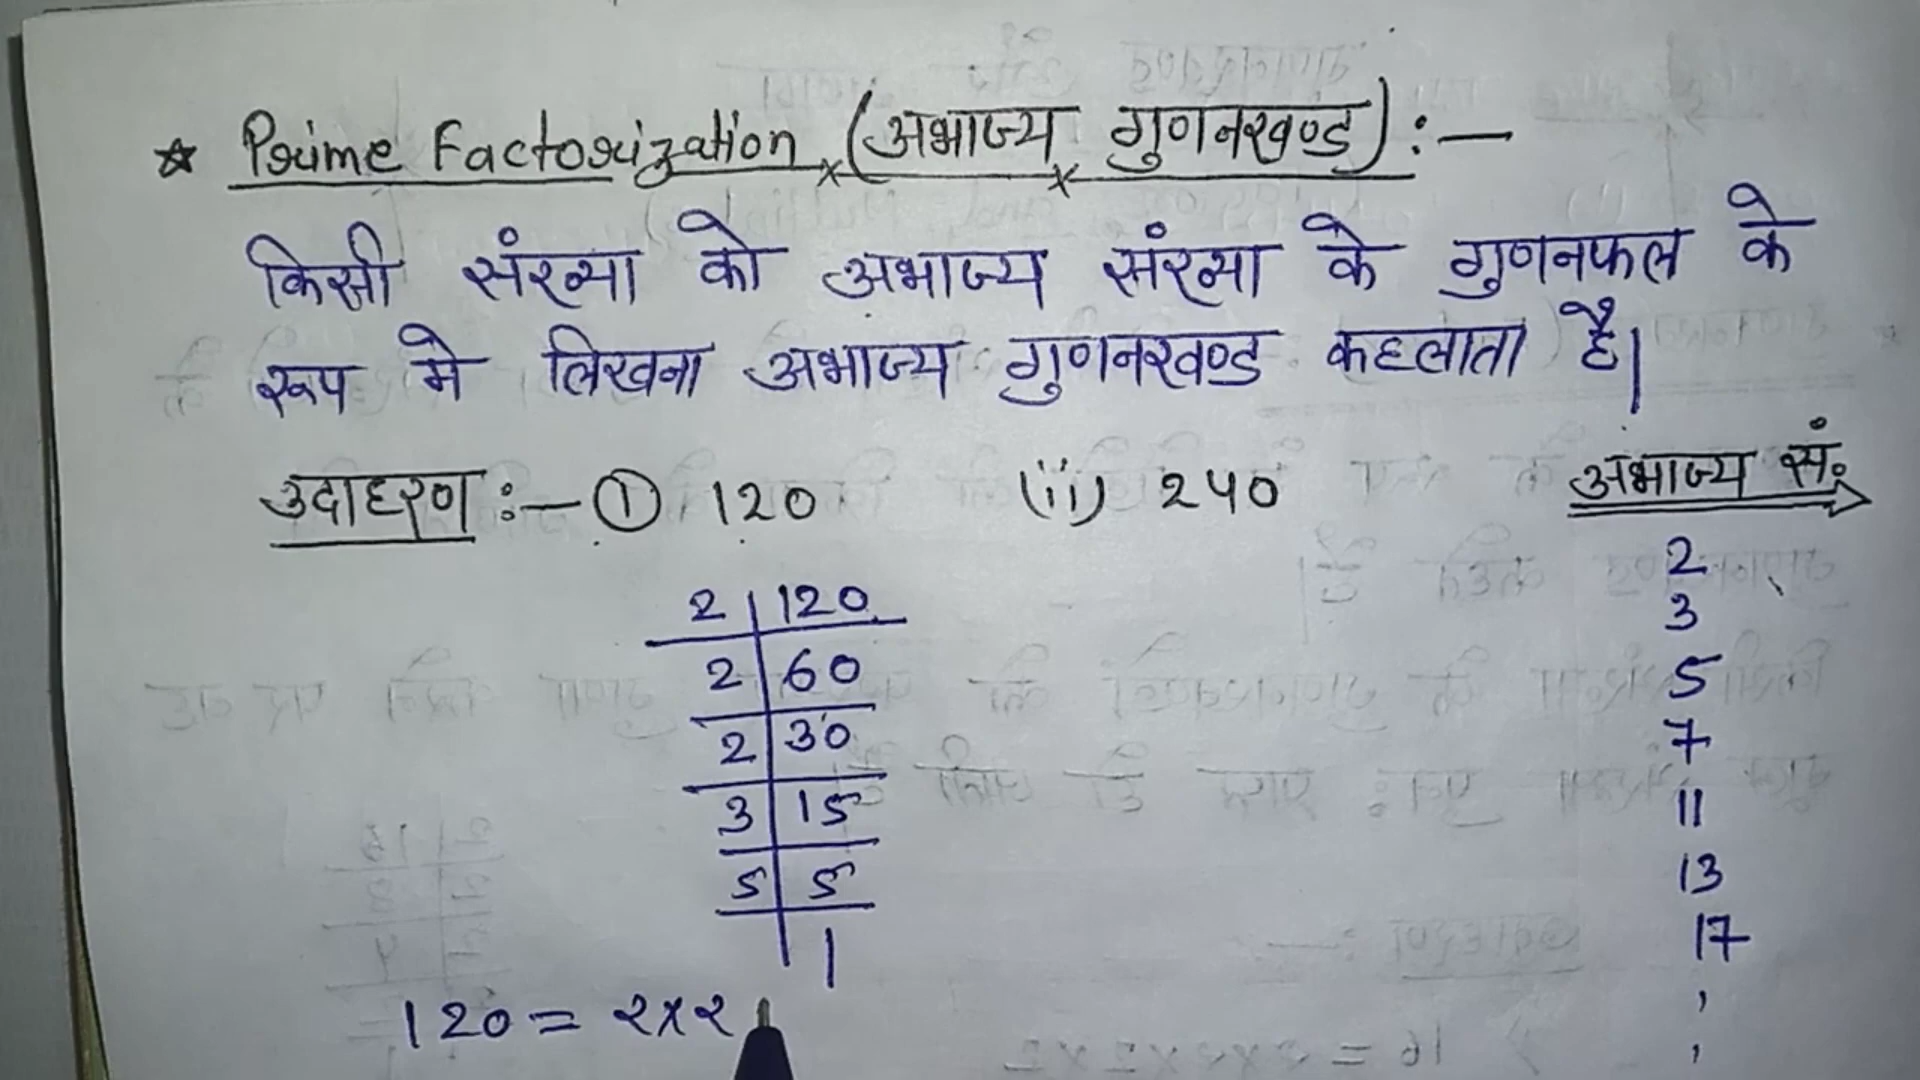 ☆ Prime Factorization (अभाज्य गुणनखण्ड) :—
किसी संख्या को अभाज्य संख्या के गुणनफल के
रूप मे लिखना अभाज्य गुणनखण्ड कहलाता है।
उदाहरण :— ① 120 (ii) 240
2 | 120
2 | 60
2 | 30
3 | 15
5 | 5
1
120 = 2×2
अभाज्य सं॰
2
3
5
7
11
13
17
,
,